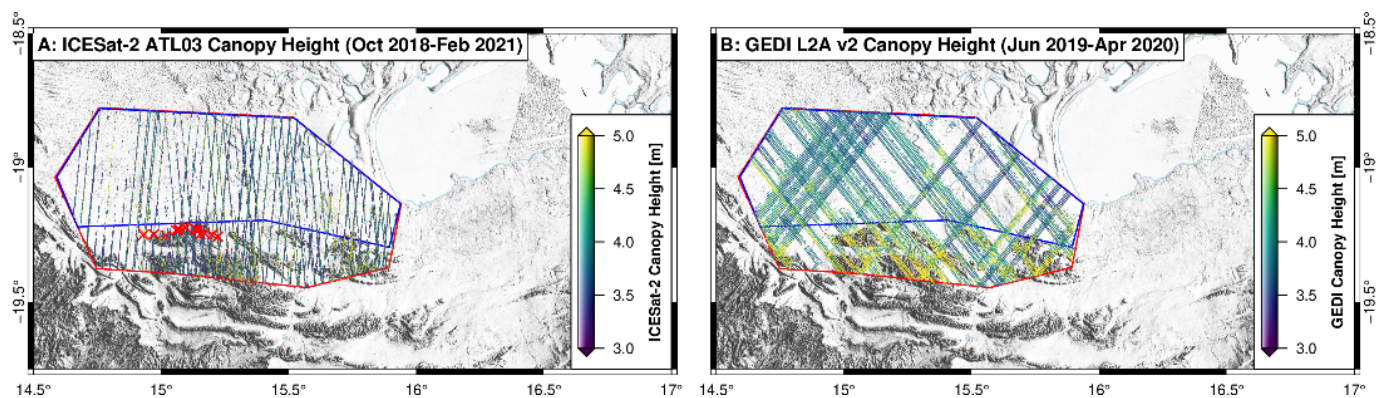 A: ICESat-2 ATL03 Canopy Height (Oct 2018-Feb 2021)
−18.5°
−19°
−19.5°
5.0
4.5
4.0
3.5
3.0
ICESat-2 Canopy Height [m]
14.5° 15° 15.5° 16° 16.5° 17°
B: GEDI L2A v2 Canopy Height (Jun 2019-Apr 2020)
5.0
4.5
4.0
3.5
3.0
GEDI Canopy Height [m]
−18.5°
−19°
−19.5°
14.5° 15° 15.5° 16° 16.5° 17°